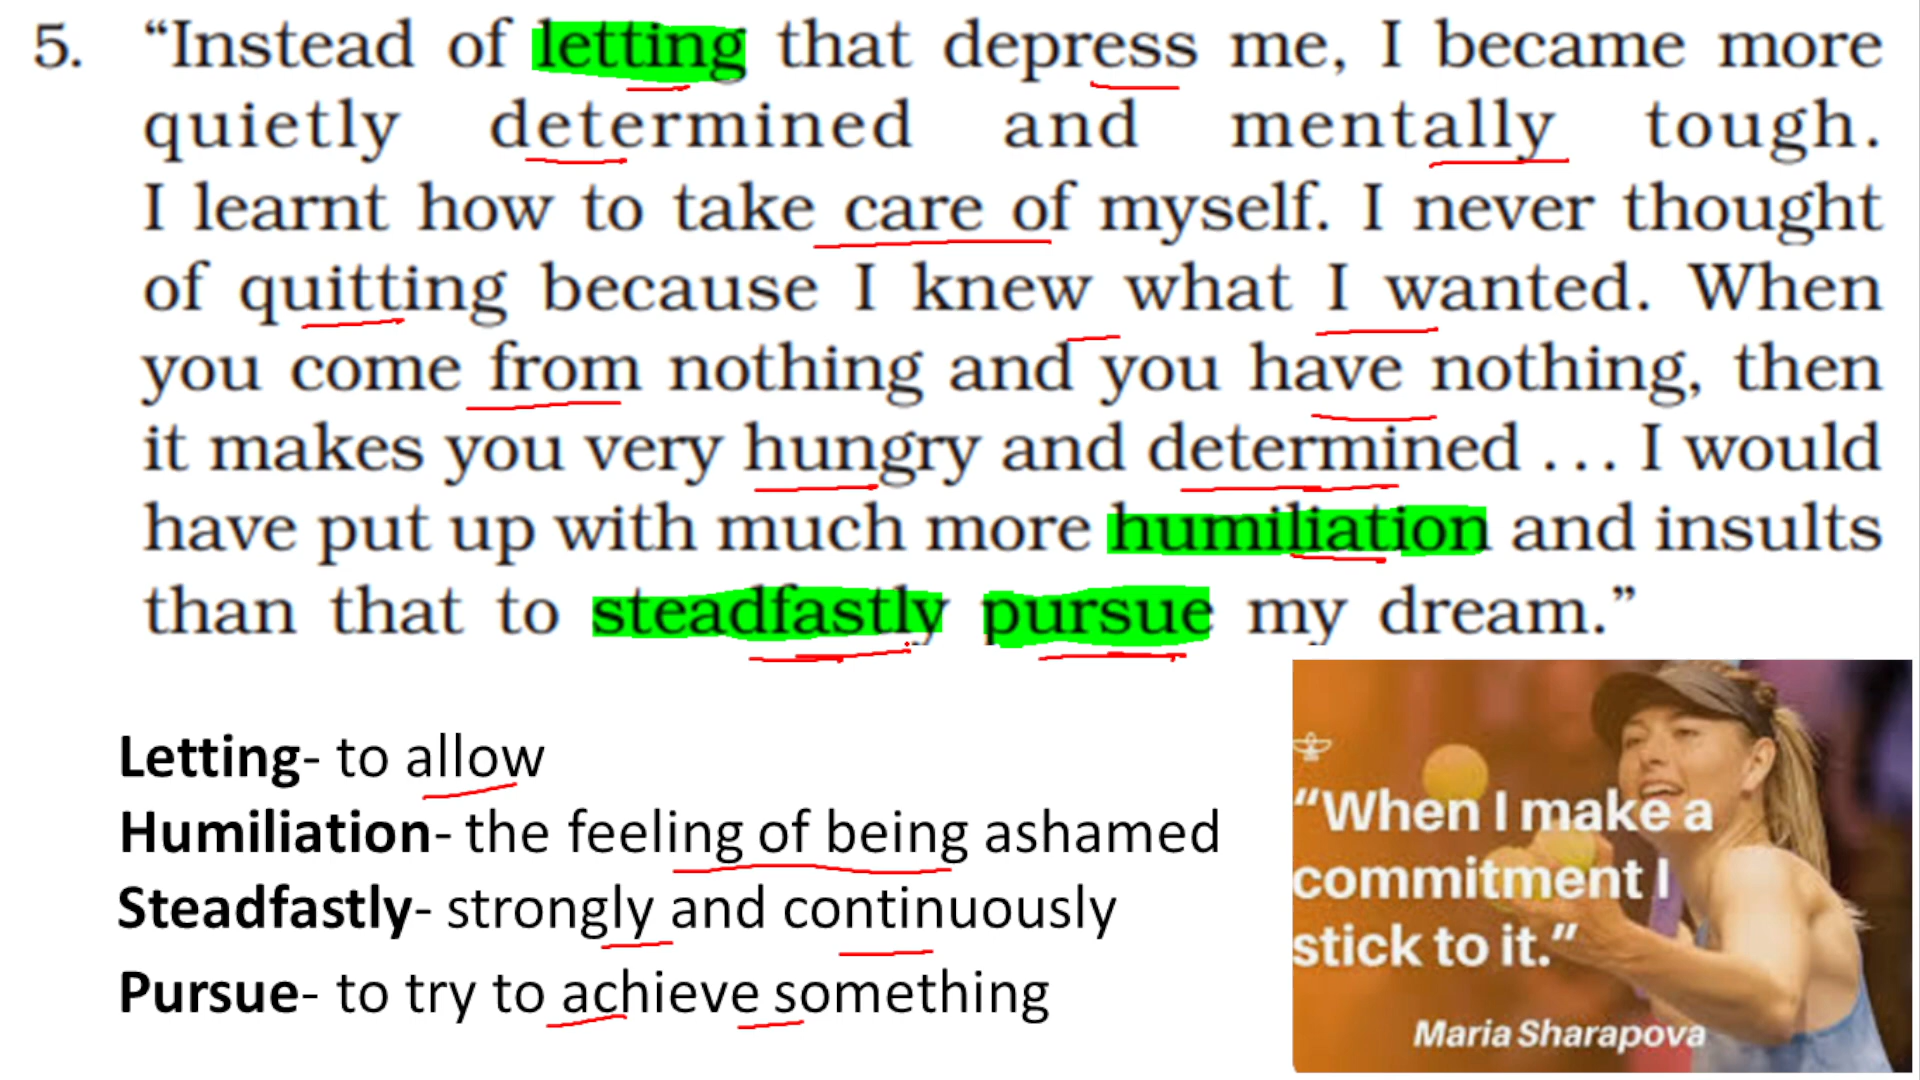 5. “Instead of letting that depress me, I became more
quietly determined and mentally tough.
I learnt how to take care of myself. I never thought
of quitting because I knew what I wanted. When
you come from nothing and you have nothing, then
it makes you very hungry and determined ... I would
have put up with much more humiliation and insults
than that to steadfastly pursue my dream.”
Letting- to allow
Humiliation- the feeling of being ashamed
Steadfastly- strongly and continuously
Pursue- to try to achieve something
“When I make a
commitment I
stick to it.”
Maria Sharapova